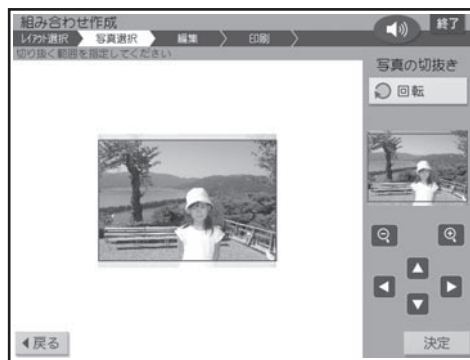 組み合わせ作成
終了
レイアウト選択
写真選択
編集
印刷
切り抜く範囲を指定してください
写真の切抜き
回転
戻る
決定